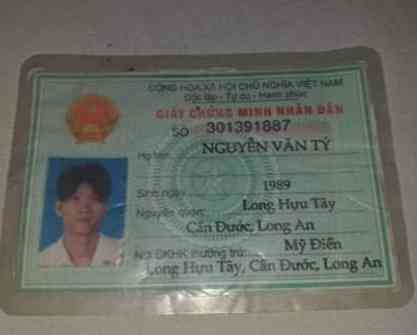 CỘNG HÒA XÃ HỘI CHỦ NGHĨA VIỆT NAM
Độc lập - Tự do - Hạnh phúc
GIẤY CHỨNG MINH NHÂN DÂN
SỐ 301391887
Họ tên: NGUYỄN VĂN TÝ
Sinh ngày 1989
Nguyên quán: Long Hựu Tây
Cần Đước, Long An
Nơi ĐKHK thường trú: Mỹ Điền
Long Hựu Tây, Cần Đước, Long An